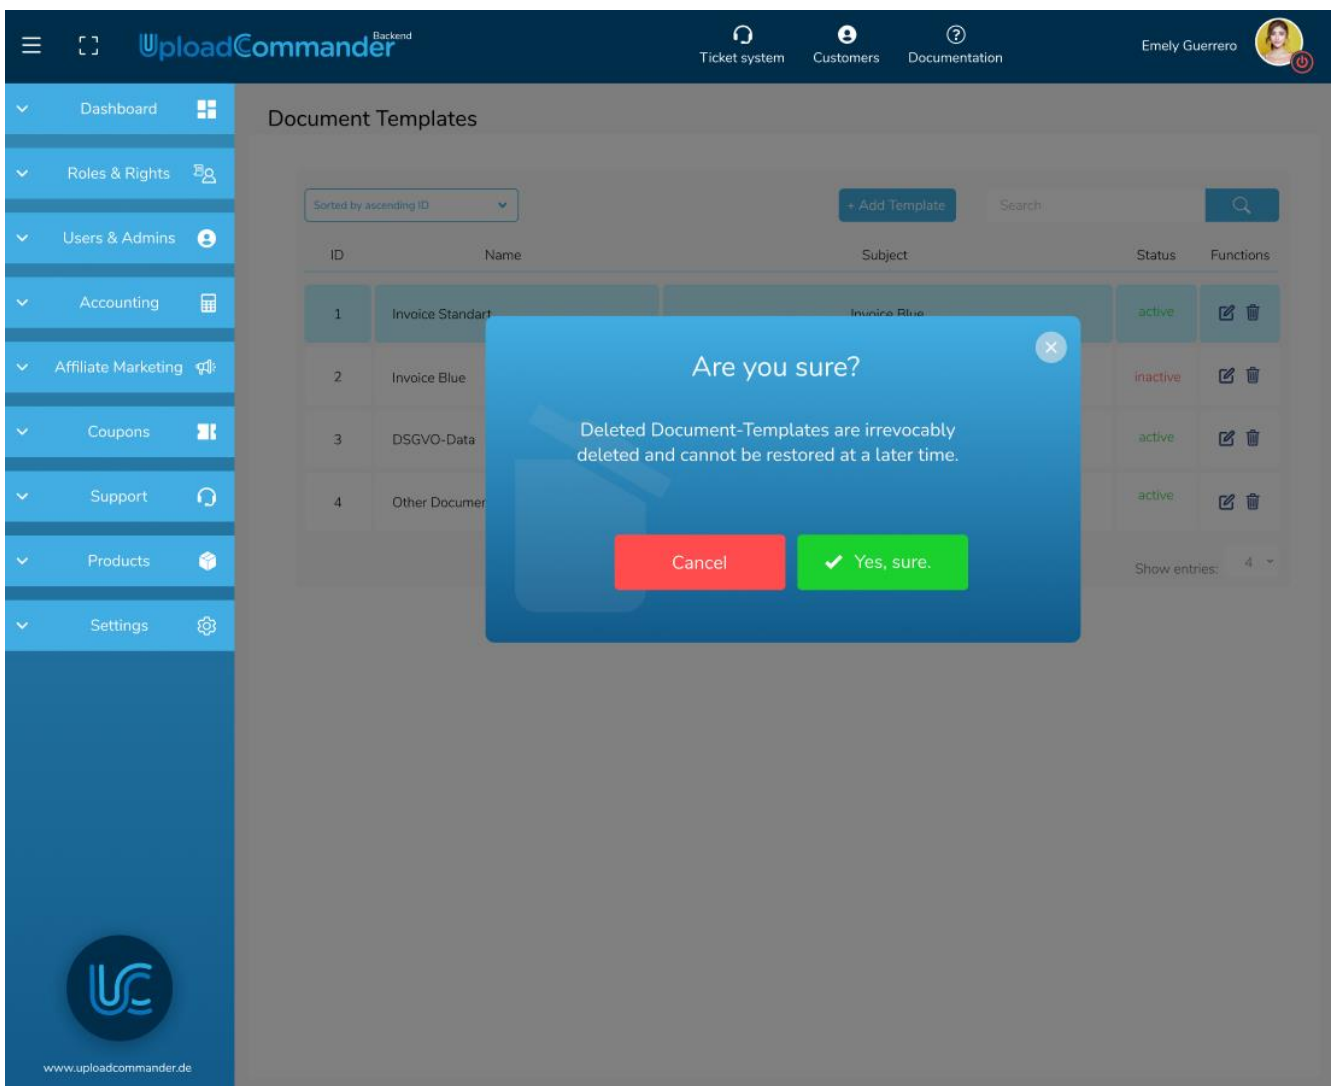 UploadCommander
Backend
Ticket system
Customers
Documentation
Emely Guerrero
Dashboard
Roles & Rights
Users & Admins
Accounting
Affiliate Marketing
Coupons
Support
Products
Settings
www.uploadcommander.de
Document Templates
Sorted by ascending ID
+ Add Template
Search
ID Name Subject Status Functions
1 Invoice Standart Invoice Blue active
2 Invoice Blue inactive
3 DSGVO-Data active
4 Other active
Show entries: 4
Are you sure?
Deleted Document-Templates are irrevocably
deleted and cannot be restored at a later time.
Cancel
Yes, sure.